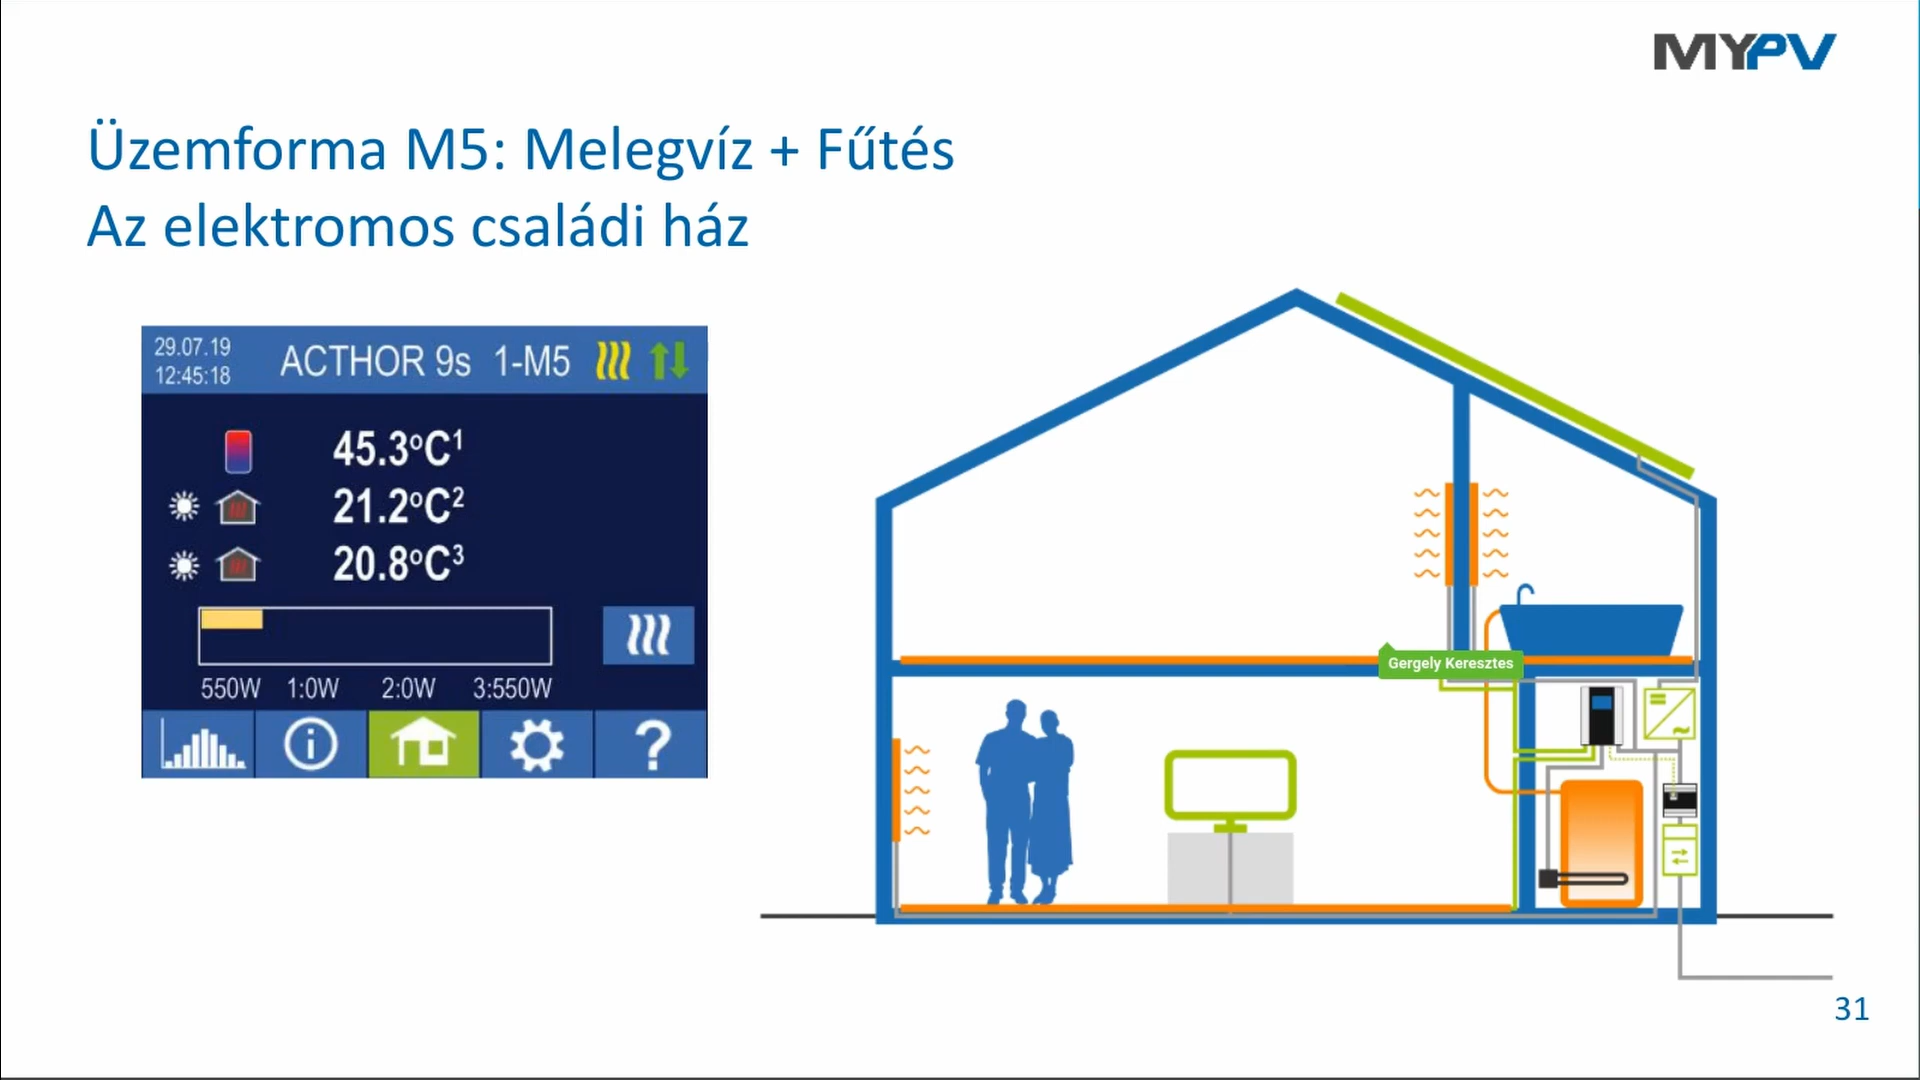 MYPV
Üzemforma M5: Melegvíz + Fűtés
Az elektromos családi ház
29.07.19
12:45:18
ACTHOR 9s 1-M5
45.3°C¹
21.2°C²
20.8°C³
550W 1:0W 2:0W 3:550W
i
?
Gergely Keresztes
31